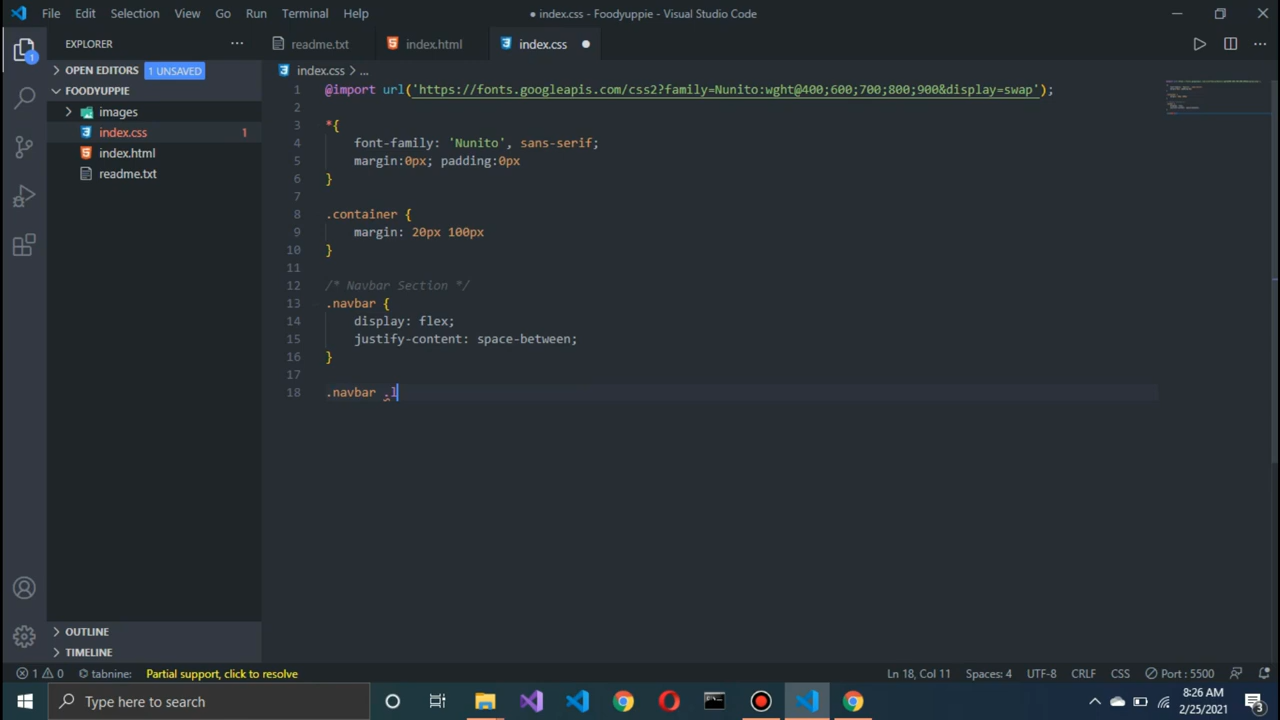 File Edit Selection View Go Run Terminal Help
● index.css - Foodyuppie - Visual Studio Code
EXPLORER
readme.txt
index.html
index.css
1
OPEN EDITORS 1 UNSAVED
FOODYUPPIE
images
index.css 1
index.html
readme.txt
OUTLINE
TIMELINE
index.css > ...
1 @import url('https://fonts.googleapis.com/css2?family=Nunito:wght@400;600;700;800;900&display=swap');
2
3 *{
4 font-family: 'Nunito', sans-serif;
5 margin:0px; padding:0px
6 }
7
8 .container {
9 margin: 20px 100px
10 }
11
12 /* Navbar Section */
13 .navbar {
14 display: flex;
15 justify-content: space-between;
16 }
17
18 .navbar .l
1 0 tabnine: Partial support, click to resolve
Ln 18, Col 11 Spaces: 4 UTF-8 CRLF CSS Port : 5500
Type here to search
8:26 AM
2/25/2021
3